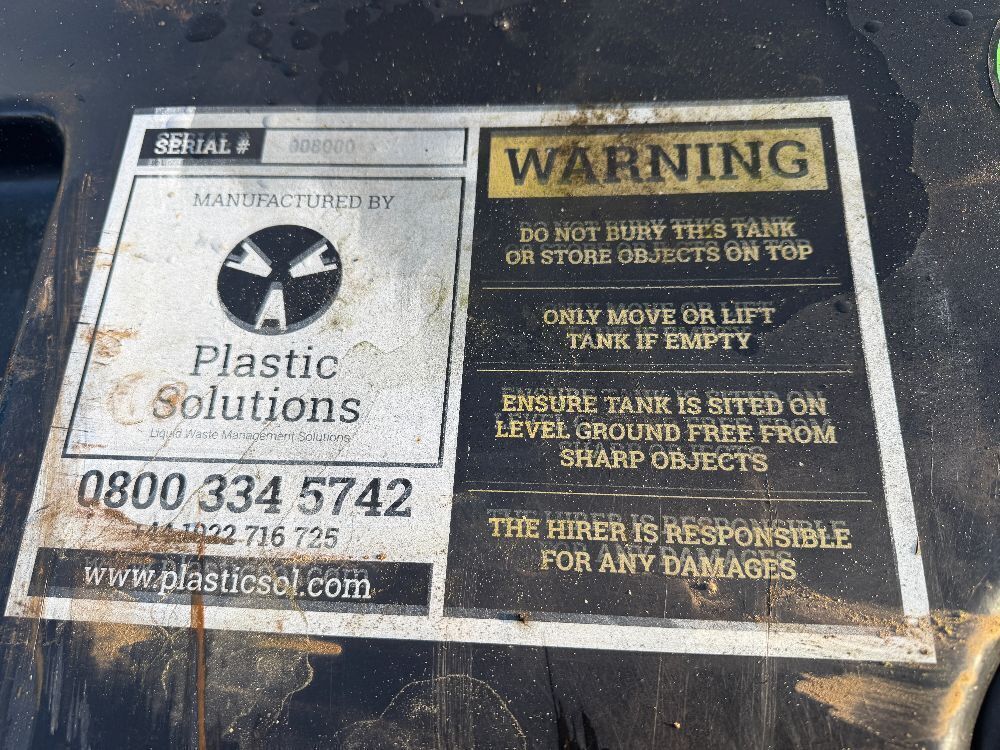 SERIAL #
008000
MANUFACTURED BY
Plastic
Solutions
Liquid Waste Management Solutions
0800 334 5742
+44 1922 716 725
www.plasticsol.com
WARNING
DO NOT BURY THIS TANK
OR STORE OBJECTS ON TOP
ONLY MOVE OR LIFT
TANK IF EMPTY
ENSURE TANK IS SITED ON
LEVEL GROUND FREE FROM
SHARP OBJECTS
THE HIRER IS RESPONSIBLE
FOR ANY DAMAGES